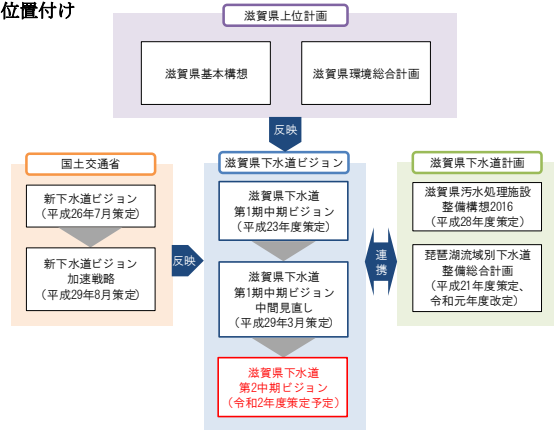 位置付け
滋賀県上位計画
滋賀県基本構想
滋賀県環境総合計画
反映
国土交通省
新下水道ビジョン
（平成26年7月策定）
新下水道ビジョン
加速戦略
（平成29年8月策定）
反映
滋賀県下水道ビジョン
滋賀県下水道
第1期中期ビジョン
（平成23年度策定）
滋賀県下水道
第1期中期ビジョン
中間見直し
（平成29年3月策定）
滋賀県下水道
第2中期ビジョン
（令和2年度策定予定）
連
携
滋賀県下水道計画
滋賀県汚水処理施設
整備構想2016
（平成28年度策定）
琵琶湖流域別下水道
整備総合計画
（平成21年度策定、
令和元年度改定）